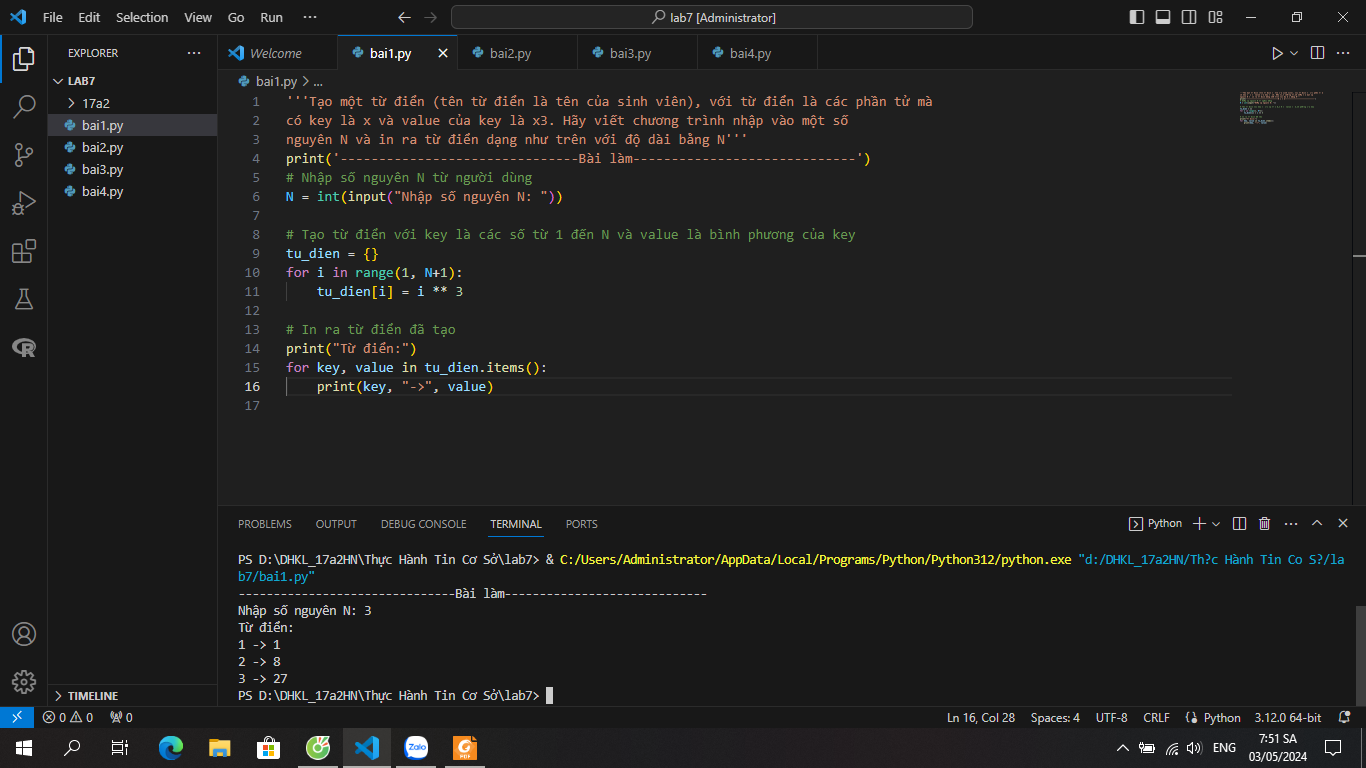 File Edit Selection View Go Run ··· lab7 [Administrator]
EXPLORER ···
LAB7
17a2
bai1.py
bai2.py
bai3.py
bai4.py
TIMELINE
Welcome bai1.py bai2.py bai3.py bai4.py
bai1.py > ...
1 '''Tạo một từ điển (tên từ điển là tên của sinh viên), với từ điển là các phần tử mà
2 có key là x và value của key là x3. Hãy viết chương trình nhập vào một số
3 nguyên N và in ra từ điển dạng như trên với độ dài bằng N'''
4 print('-------------------------------Bài làm-----------------------------')
5 # Nhập số nguyên N từ người dùng
6 N = int(input("Nhập số nguyên N: "))
7
8 # Tạo từ điển với key là các số từ 1 đến N và value là bình phương của key
9 tu_dien = {}
10 for i in range(1, N+1):
11     tu_dien[i] = i ** 3
12
13 # In ra từ điển đã tạo
14 print("Từ điển:")
15 for key, value in tu_dien.items():
16     print(key, "->", value)
17
PROBLEMS OUTPUT DEBUG CONSOLE TERMINAL PORTS Python
PS D:\DHKL_17a2HN\Thực Hành Tin Cơ Sở\lab7> & C:/Users/Administrator/AppData/Local/Programs/Python/Python312/python.exe "d:/DHKL_17a2HN/Th?c Hành Tin Co S?/la
b7/bai1.py"
-------------------------------Bài làm-----------------------------
Nhập số nguyên N: 3
Từ điển:
1 -> 1
2 -> 8
3 -> 27
PS D:\DHKL_17a2HN\Thực Hành Tin Cơ Sở\lab7>
0 0 0 Ln 16, Col 28 Spaces: 4 UTF-8 CRLF Python 3.12.0 64-bit
Zalo PDF ENG 7:51 SA
03/05/2024